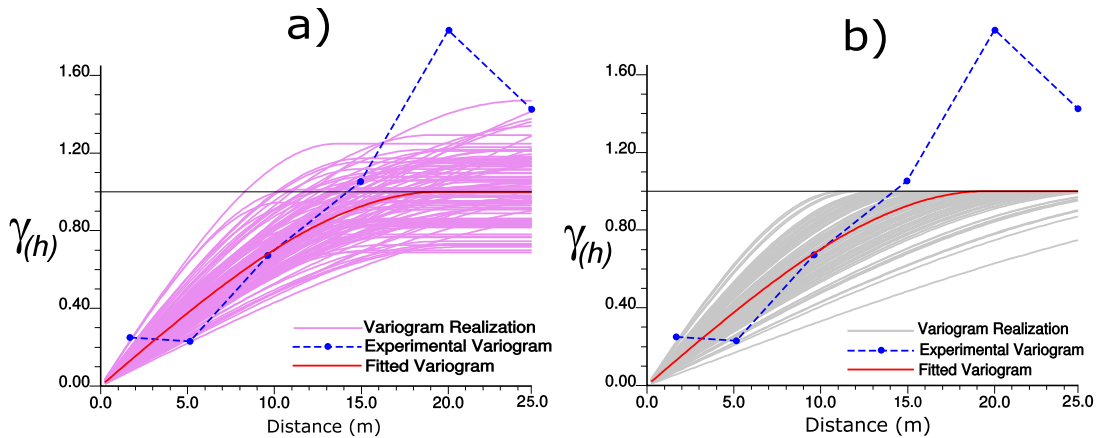 a)
1.60
1.20
0.80
0.40
0.00
γ(h)
Variogram Realization
Experimental Variogram
Fitted Variogram
0.0 5.0 10.0 15.0 20.0 25.0
Distance (m)
b)
1.60
1.20
0.80
0.40
0.00
γ(h)
Variogram Realization
Experimental Variogram
Fitted Variogram
0.0 5.0 10.0 15.0 20.0 25.0
Distance (m)